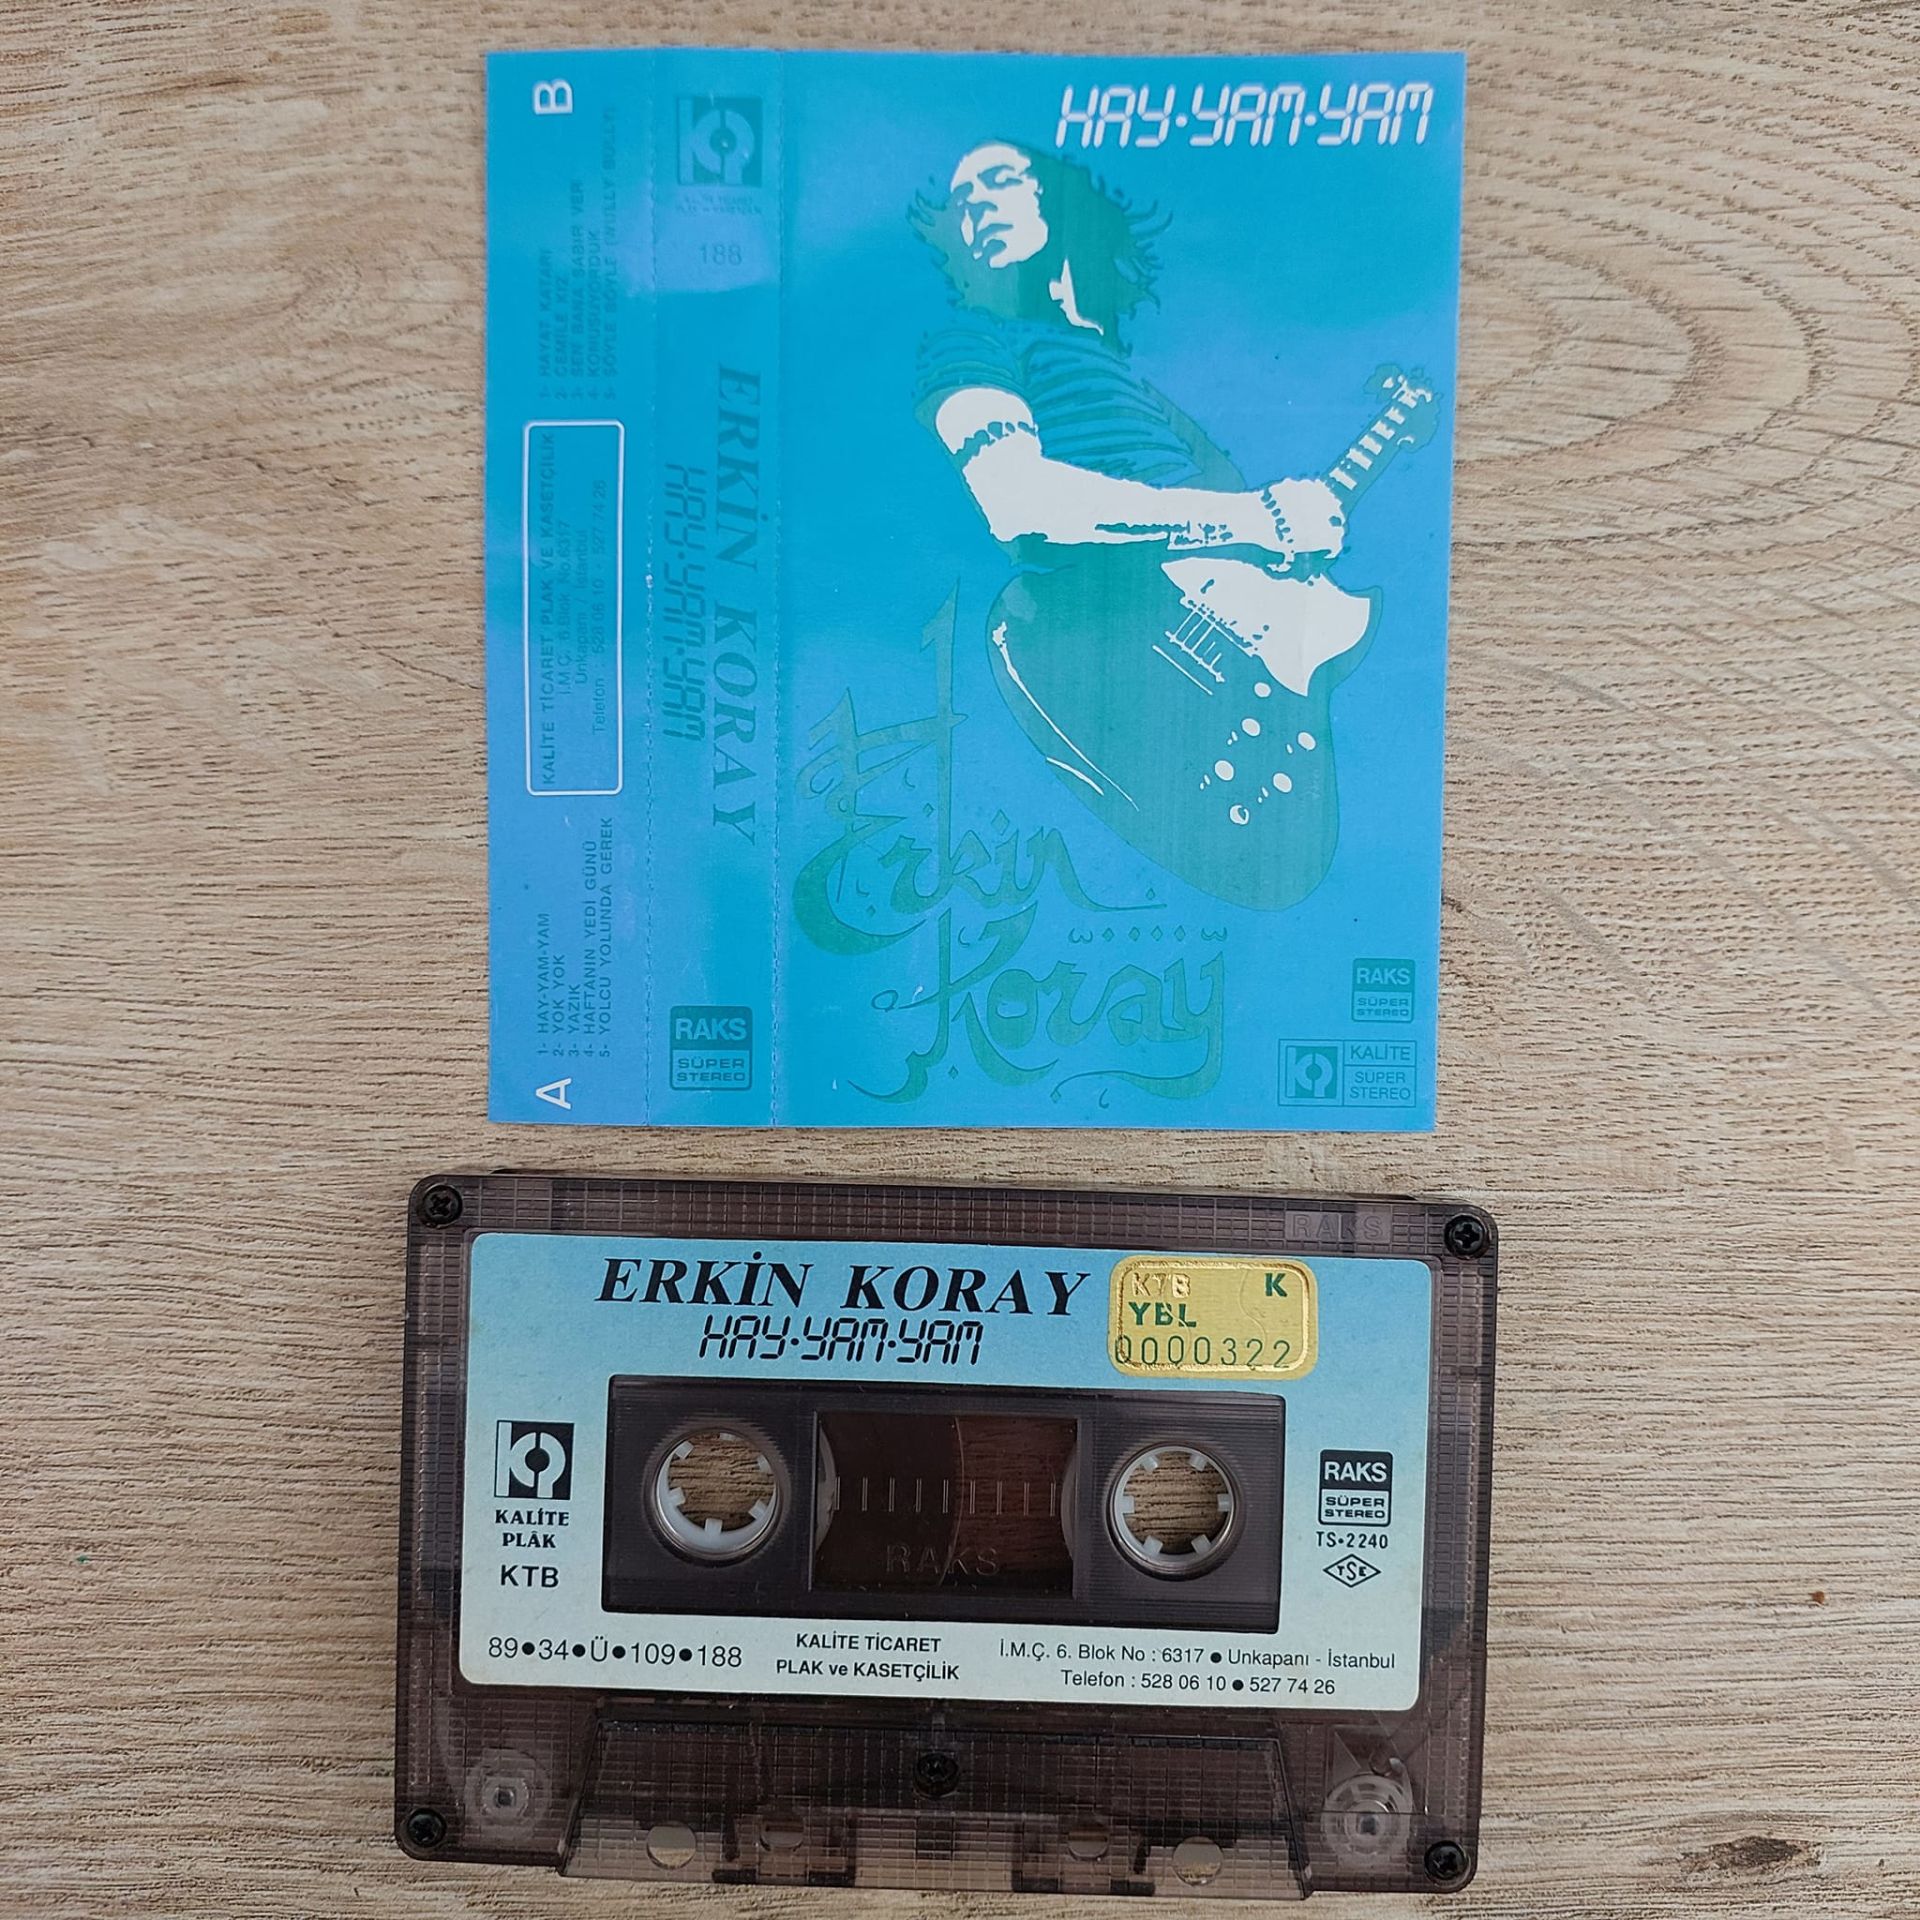 HAY·YAM·YAM
Erkin
Koray
RAKS
SÜPER
STEREO
KALİTE
SÜPER
STEREO
188
ERKİN KORAY
HAY·YAM·YAM
RAKS
SÜPER
STEREO
B
1- HAYAT KATARI
2- CEMİLE KIZ
3- SEN BANA SABIR VER
4- KONUSUYORDUK
5- ŞÖYLE BÖYLE
KALİTE TİCARET PLAK VE KASETÇİLİK
İ.M.Ç. 6.Blok No.6317
Unkapanı / İstanbul
Telefon : 528 06 10 - 527 74 26
A
1- HAY-YAM-YAM
2- YOK YOK
3- YAZIK
4- HAFTANIN YEDİ GÜNÜ
5- YOLCU YOLUNDA GEREK
RAKS
ERKİN KORAY
HAY·YAM·YAM
KTB K
YBL
0000322
KALİTE
PLÂK
KTB
RAKS
RAKS
SÜPER
STEREO
TS•2240
TSE
89●34●Ü●109●188
KALİTE TİCARET
PLAK ve KASETÇİLİK
İ.M.Ç. 6. Blok No : 6317 ● Unkapanı - İstanbul
Telefon : 528 06 10 ● 527 74 26